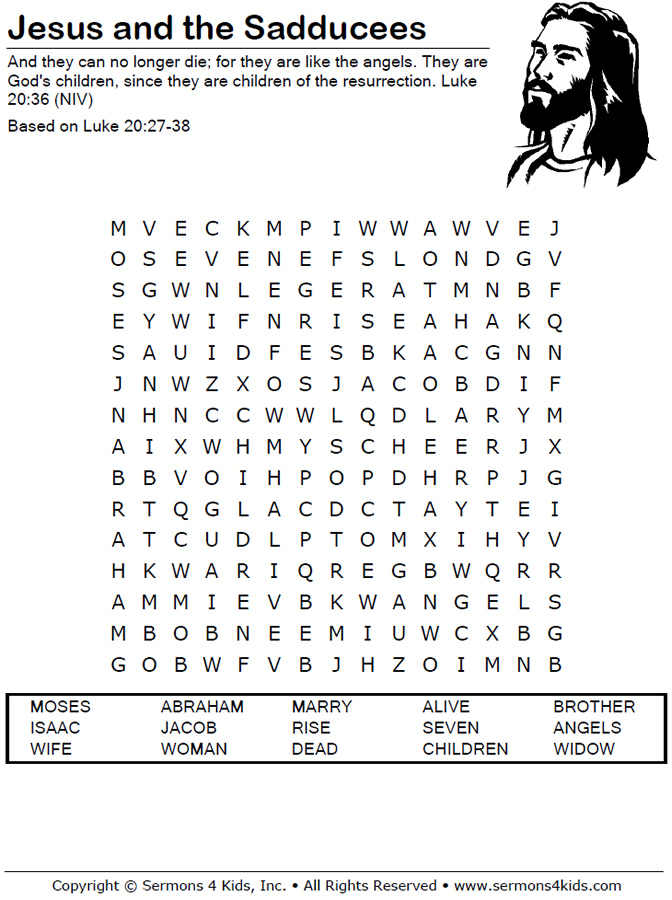 Jesus and the Sadducees
And they can no longer die; for they are like the angels. They are
God's children, since they are children of the resurrection. Luke
20:36 (NIV)
Based on Luke 20:27-38
M V E C K M P I W W A W V E J
O S E V E N E F S L O N D G V
S G W N L E G E R A T M N B F
E Y W I F N R I S E A H A K Q
S A U I D F E S B K A C G N N
J N W Z X O S J A C O B D I F
N H N C C W W L Q D L A R Y M
A I X W H M Y S C H E E R J X
B B V O I H P O P D H R P J G
R T Q G L A C D C T A Y T E I
A T C U D L P T O M X I H Y V
H K W A R I Q R E G B W Q R R
A M M I E V B K W A N G E L S
M B O B N E E M I U W C X B G
G O B W F V B J H Z O I M N B
MOSES ABRAHAM MARRY ALIVE BROTHER
ISAAC JACOB RISE SEVEN ANGELS
WIFE WOMAN DEAD CHILDREN WIDOW
Copyright © Sermons 4 Kids, Inc. • All Rights Reserved • www.sermons4kids.com